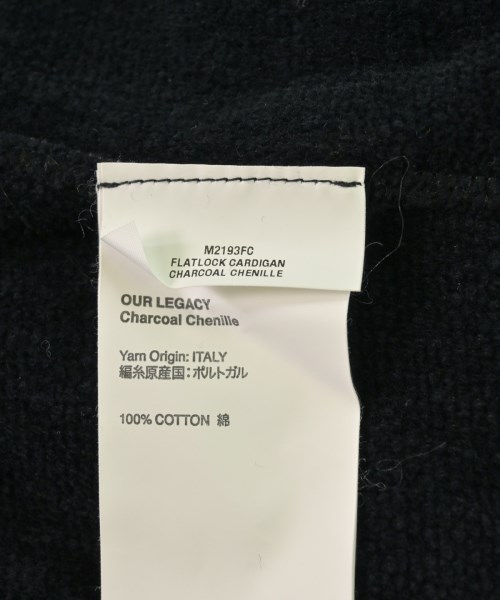 M2193FC
FLATLOCK CARDIGAN
CHARCOAL CHENILLE
OUR LEGACY
Charcoal Chenille
Yarn Origin: ITALY
編糸原産国：ポルトガル
100% COTTON 綿